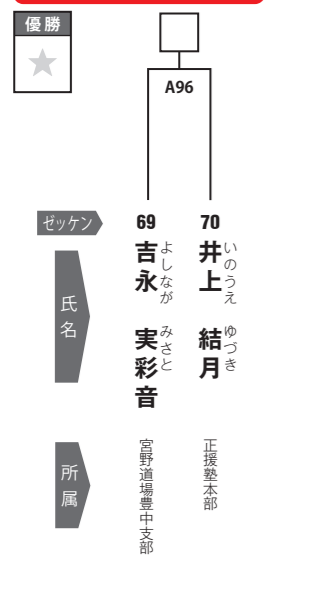 優勝
A96
ゼッケン
69
70
氏名
吉永 実彩音
よしなが みさと
井上 結月
いのうえ ゆづき
所属
宮野道場豊中支部
正援塾本部